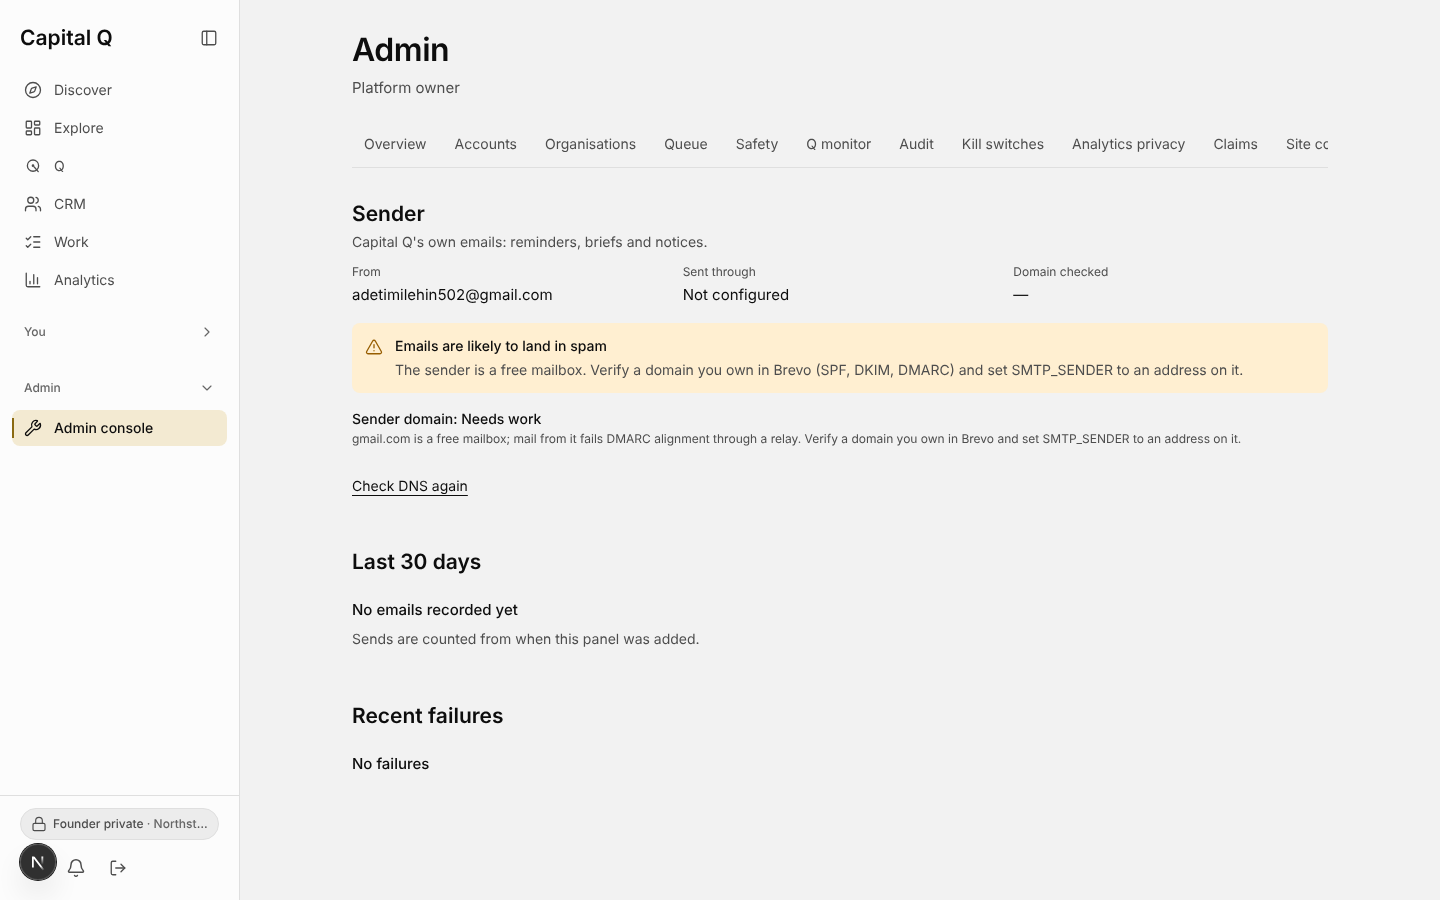 Capital Q
Discover
Explore
Q
CRM
Work
Analytics
You
Admin
Admin console
Founder private · Northst...
N
Admin
Platform owner
Overview Accounts Organisations Queue Safety Q monitor Audit Kill switches Analytics privacy Claims Site co
Sender
Capital Q's own emails: reminders, briefs and notices.
From Sent through Domain checked
adetimilehin502@gmail.com Not configured —
Emails are likely to land in spam
The sender is a free mailbox. Verify a domain you own in Brevo (SPF, DKIM, DMARC) and set SMTP_SENDER to an address on it.
Sender domain: Needs work
gmail.com is a free mailbox; mail from it fails DMARC alignment through a relay. Verify a domain you own in Brevo and set SMTP_SENDER to an address on it.
Check DNS again
Last 30 days
No emails recorded yet
Sends are counted from when this panel was added.
Recent failures
No failures